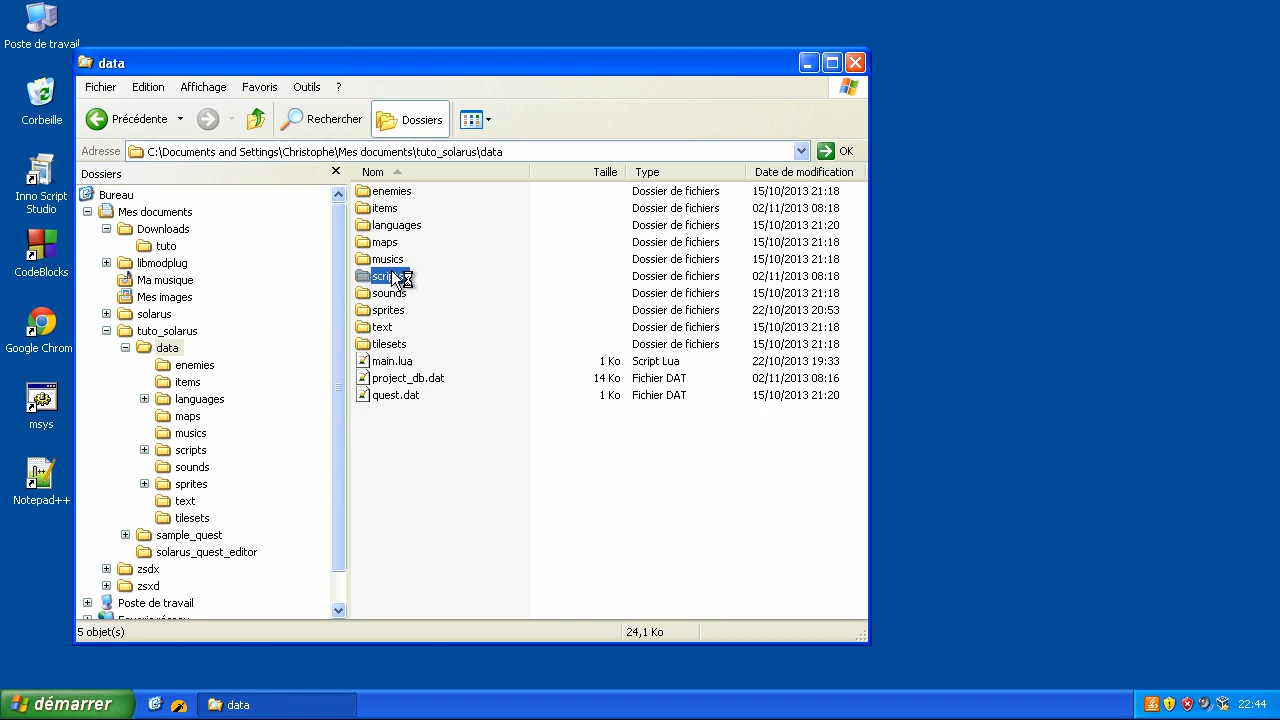 Poste de travail
Corbeille
Inno Script
Studio
CodeBlocks
Google Chrom
msys
Notepad++
data
Fichier Edition Affichage Favoris Outils ?
Précédente Rechercher Dossiers
Adresse C:\Documents and Settings\Christophe\Mes documents\tuto_solarus\data OK
Dossiers
Bureau
Mes documents
Downloads
tuto
libmodplug
Ma musique
Mes images
solarus
tuto_solarus
data
enemies
items
languages
maps
musics
scripts
sounds
sprites
text
tilesets
sample_quest
solarus_quest_editor
zsdx
zsxd
Poste de travail
Nom Taille Type Date de modification
enemies Dossier de fichiers 15/10/2013 21:18
items Dossier de fichiers 02/11/2013 08:18
languages Dossier de fichiers 15/10/2013 21:20
maps Dossier de fichiers 15/10/2013 21:18
musics Dossier de fichiers 15/10/2013 21:18
scripts Dossier de fichiers 02/11/2013 08:18
sounds Dossier de fichiers 15/10/2013 21:18
sprites Dossier de fichiers 22/10/2013 20:53
text Dossier de fichiers 15/10/2013 21:18
tilesets Dossier de fichiers 15/10/2013 21:18
main.lua 1 Ko Script Lua 22/10/2013 19:33
project_db.dat 14 Ko Fichier DAT 02/11/2013 08:16
quest.dat 1 Ko Fichier DAT 15/10/2013 21:20
5 objet(s) 24,1 Ko
démarrer data 22:44